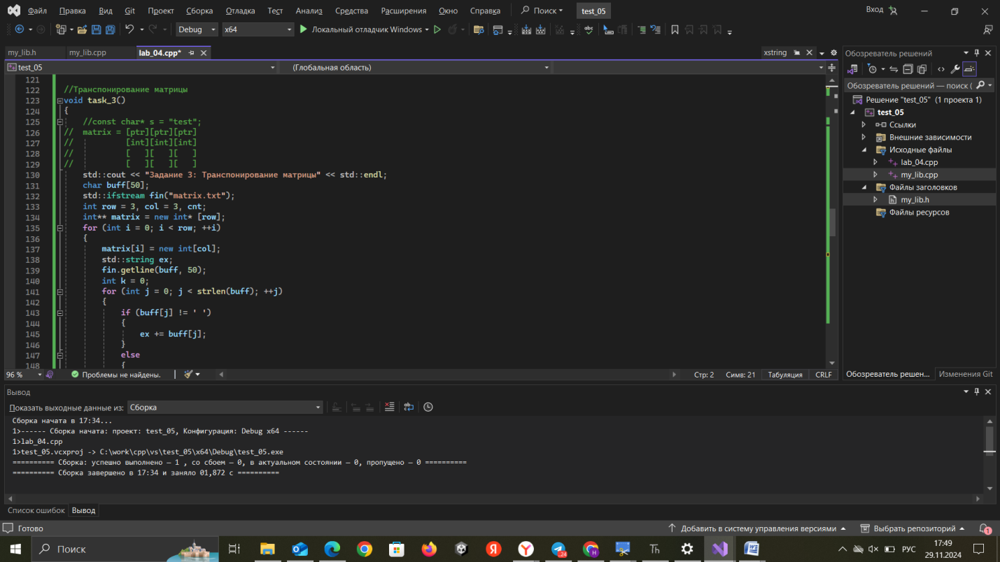 Файл Правка Вид Git Проект Сборка Отладка Тест Анализ Средства Расширения Окно Справка Поиск test_05 Вход
Debug x64 Локальный отладчик Windows
my_lib.h my_lib.cpp lab_04.cpp* xstring
test_05 (Глобальная область)
121
122 //Транспонирование матрицы
123 void task_3()
124 {
125 //const char* s = "test";
126 // matrix = [ptr][ptr][ptr]
127 // [int][int][int]
128 // [ ][ ][ ]
129 // [ ][ ][ ]
130 std::cout << "Задание 3: Транспонирование матрицы" << std::endl;
131 char buff[50];
132 std::ifstream fin("matrix.txt");
133 int row = 3, col = 3, cnt;
134 int** matrix = new int* [row];
135 for (int i = 0; i < row; ++i)
136 {
137 matrix[i] = new int[col];
138 std::string ex;
139 fin.getline(buff, 50);
140 int k = 0;
141 for (int j = 0; j < strlen(buff); ++j)
142 {
143 if (buff[j] != ' ')
144 {
145 ex += buff[j];
146 }
147 else
148 {
96 % Проблемы не найдены. Стр: 2 Симв: 21 Табуляция CRLF
Обозреватель решений
Обозреватель решений — поиск (
Решение "test_05" (1 проекта 1)
test_05
Ссылки
Внешние зависимости
Исходные файлы
lab_04.cpp
my_lib.cpp
Файлы заголовков
my_lib.h
Файлы ресурсов
Обозреватель решен... Изменения Git
Вывод
Показать выходные данные из: Сборка
Сборка начата в 17:34...
1>------ Сборка начата: проект: test_05, Конфигурация: Debug x64 ------
1>lab_04.cpp
1>test_05.vcxproj -> C:\work\cpp\vs\test_05\x64\Debug\test_05.exe
========== Сборка: успешно выполнено — 1 , со сбоем — 0, в актуальном состоянии — 0, пропущено — 0 ==========
========== Сборка завершено в 17:34 и заняло 01,872 с ==========
Список ошибок Вывод
Готово Добавить в систему управления версиями Выбрать репозиторий 1
Поиск 24 РУС 17:49
29.11.2024